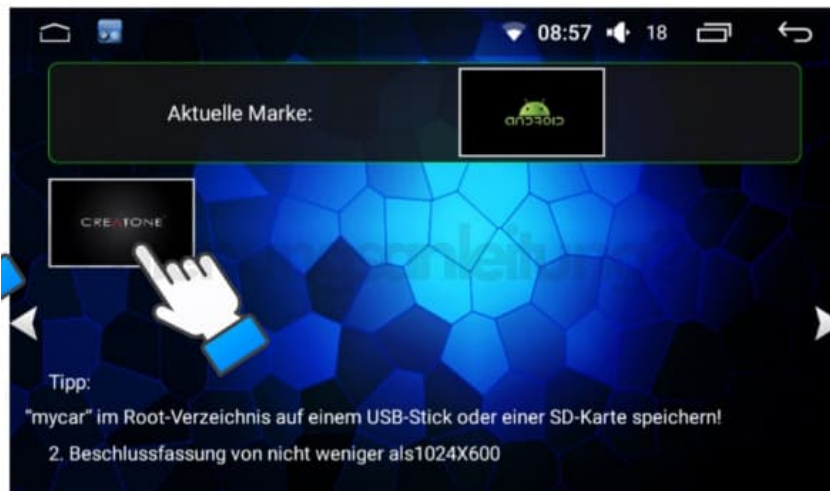 08:57 18
Aktuelle Marke:
ANDROID
CREATONE
Tipp:
"mycar“ im Root-Verzeichnis auf einem USB-Stick oder einer SD-Karte speichern!
2. Beschlussfassung von nicht weniger als1024X600